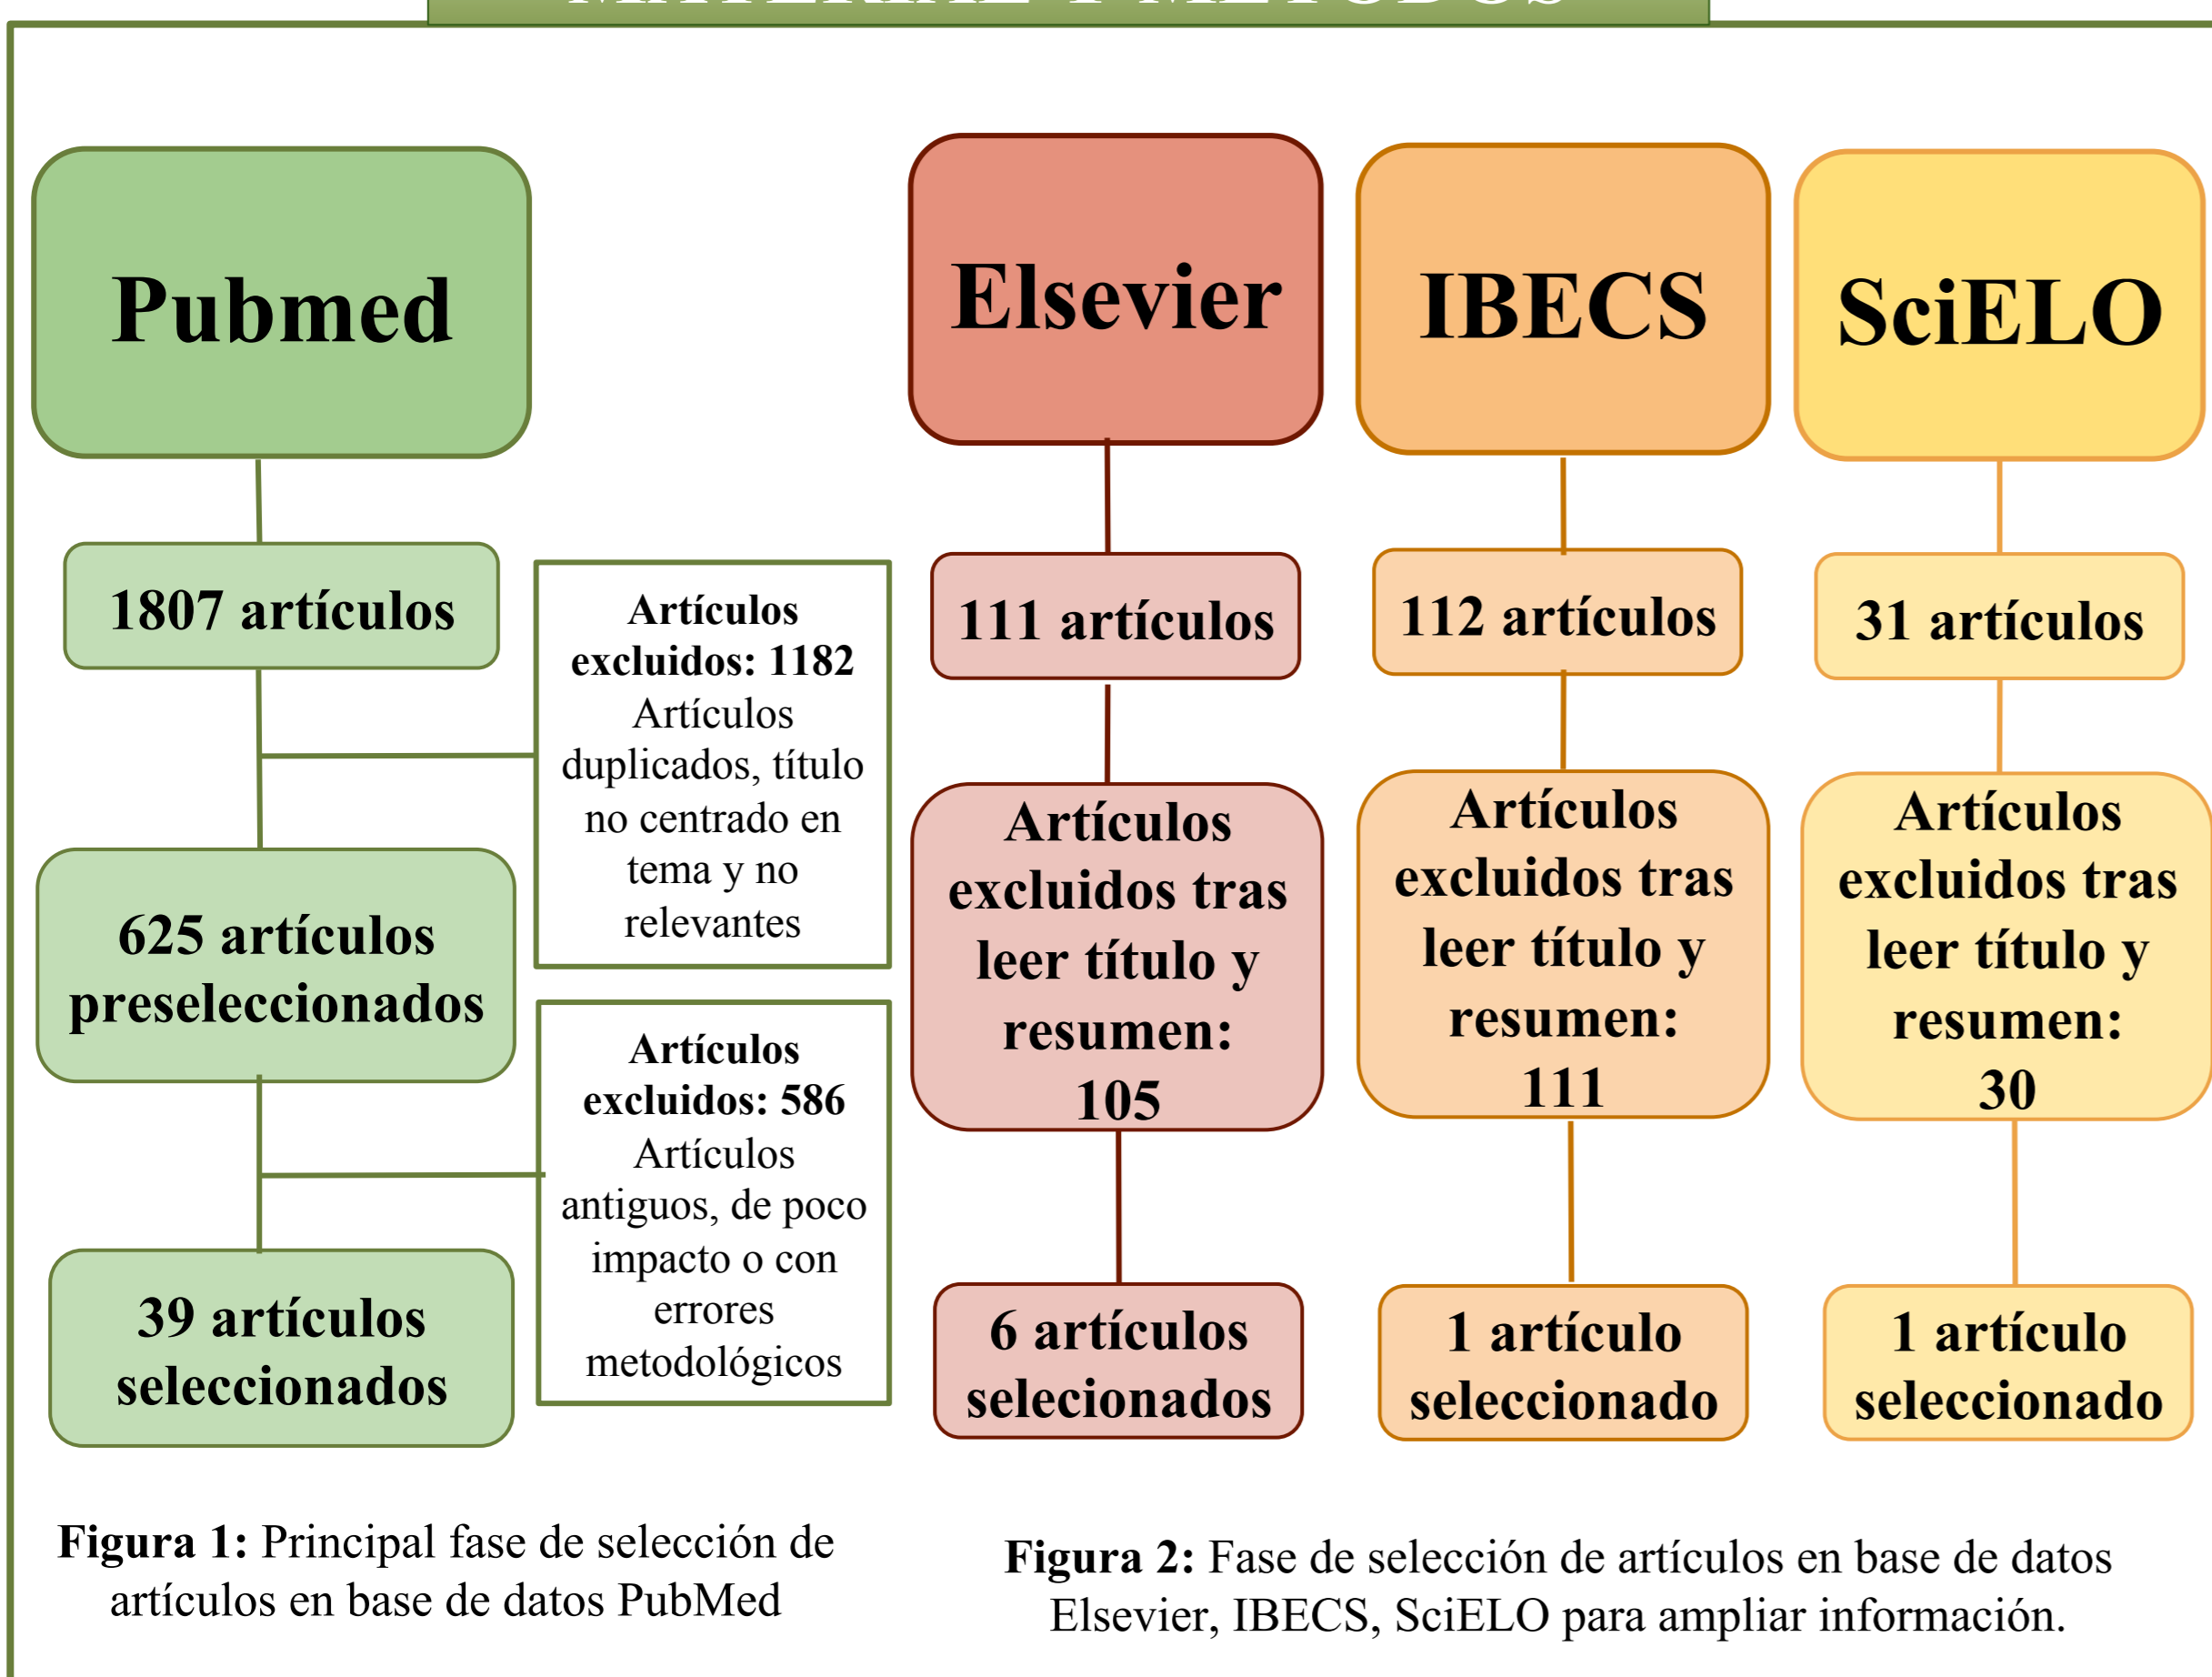 MATERIAL Y MÉTODOS
Pubmed
1807 artículos
Artículos
excluidos: 1182
Artículos
duplicados, título
no centrado en
tema y no
relevantes
625 artículos
preseleccionados
Artículos
excluidos: 586
Artículos
antiguos, de poco
impacto o con
errores
metodológicos
39 artículos
seleccionados
Figura 1: Principal fase de selección de
artículos en base de datos PubMed
Elsevier
111 artículos
Artículos
excluidos tras
leer título y
resumen:
105
6 artículos
selecionados
IBECS
112 artículos
Artículos
excluidos tras
leer título y
resumen:
111
1 artículo
seleccionado
SciELO
31 artículos
Artículos
excluidos tras
leer título y
resumen:
30
1 artículo
seleccionado
Figura 2: Fase de selección de artículos en base de datos
Elsevier, IBECS, SciELO para ampliar información.